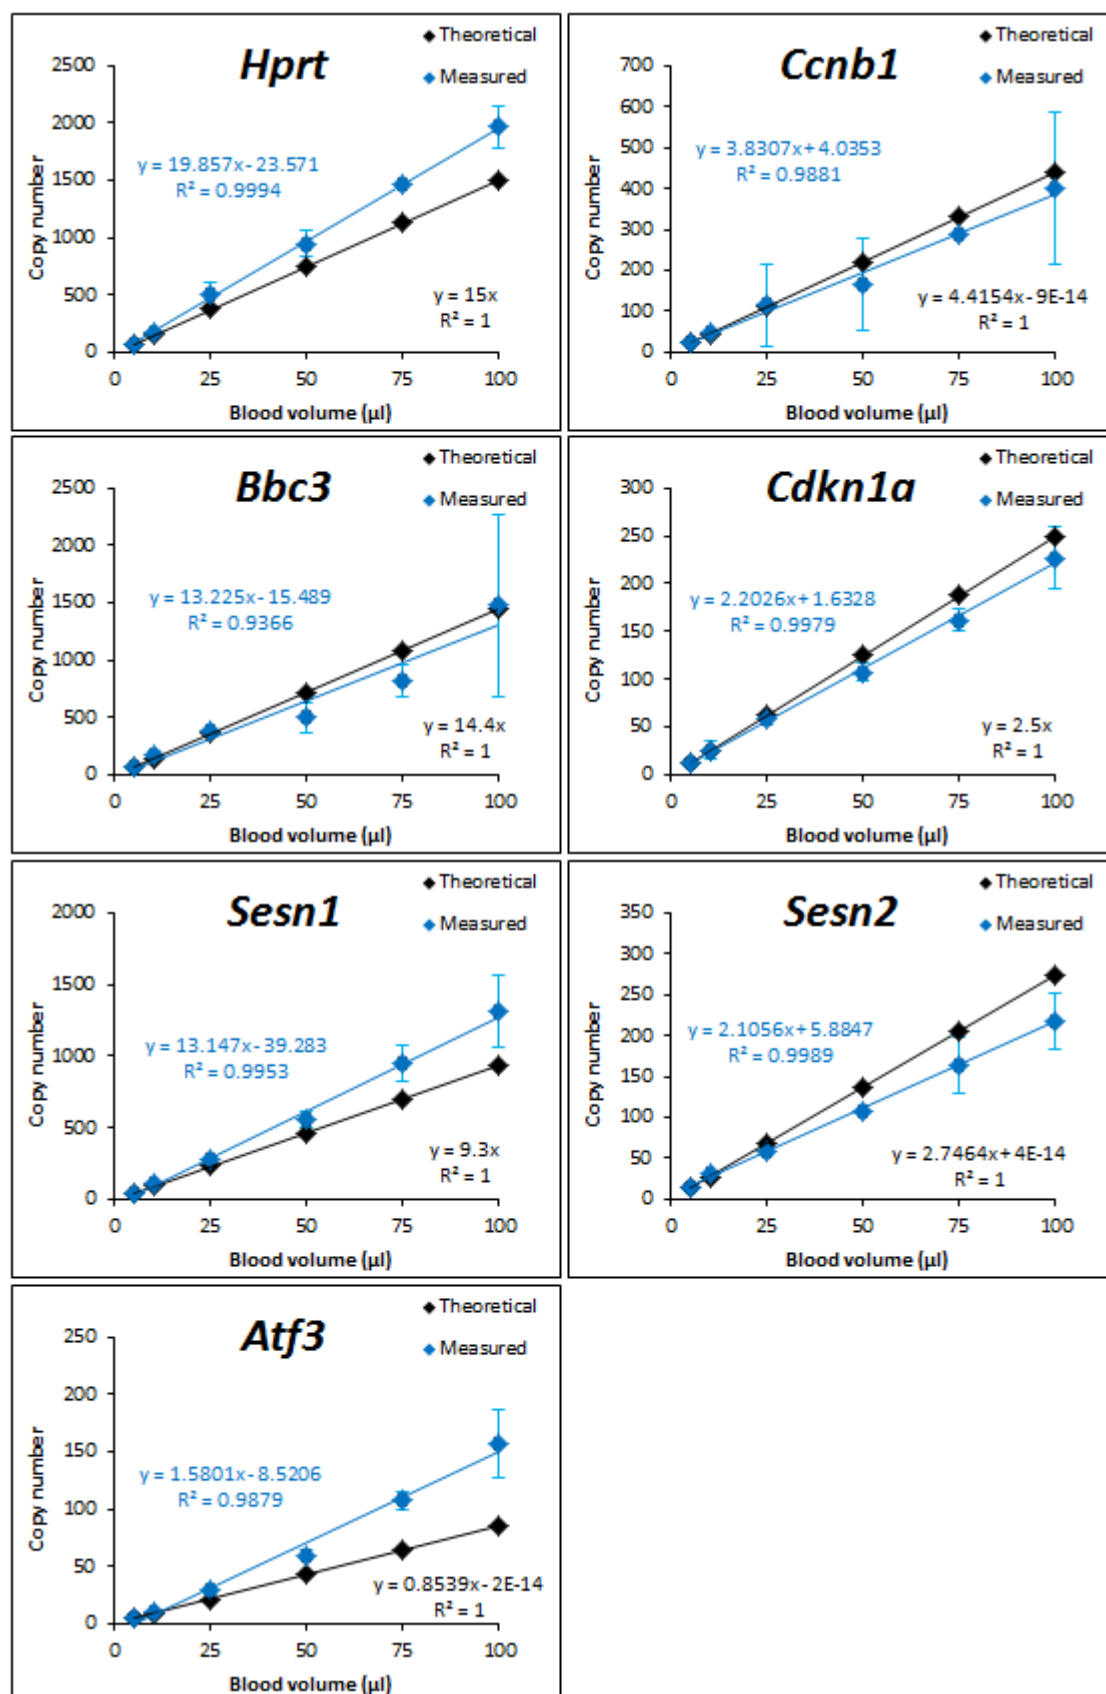 Theoretical
Hprt
Measured
2500
2000
1500
1000
500
0
Copy number
y = 19.857x - 23.571
R² = 0.9994
y = 15x
R² = 1
0 25 50 75 100
Blood volume (µl)
Theoretical
Ccnb1
Measured
700
600
500
400
300
200
100
0
Copy number
y = 3.8307x + 4.0353
R² = 0.9881
y = 4.4154x - 9E-14
R² = 1
0 25 50 75 100
Blood volume (µl)
Theoretical
Bbc3
Measured
2500
2000
1500
1000
500
0
Copy number
y = 13.225x - 15.489
R² = 0.9366
y = 14.4x
R² = 1
0 25 50 75 100
Blood volume (µl)
Theoretical
Cdkn1a
Measured
300
250
200
150
100
50
0
Copy number
y = 2.2026x + 1.6328
R² = 0.9979
y = 2.5x
R² = 1
0 25 50 75 100
Blood volume (µl)
Theoretical
Sesn1
Measured
2000
1500
1000
500
0
Copy number
y = 13.147x - 39.283
R² = 0.9953
y = 9.3x
R² = 1
0 25 50 75 100
Blood volume (µl)
Theoretical
Sesn2
Measured
350
300
250
200
150
100
50
0
Copy number
y = 2.1056x + 5.8847
R² = 0.9989
y = 2.7464x + 4E-14
R² = 1
0 25 50 75 100
Blood volume (µl)
Theoretical
Atf3
Measured
250
200
150
100
50
0
Copy number
y = 1.5801x - 8.5206
R² = 0.9879
y = 0.8539x - 2E-14
R² = 1
0 25 50 75 100
Blood volume (µl)